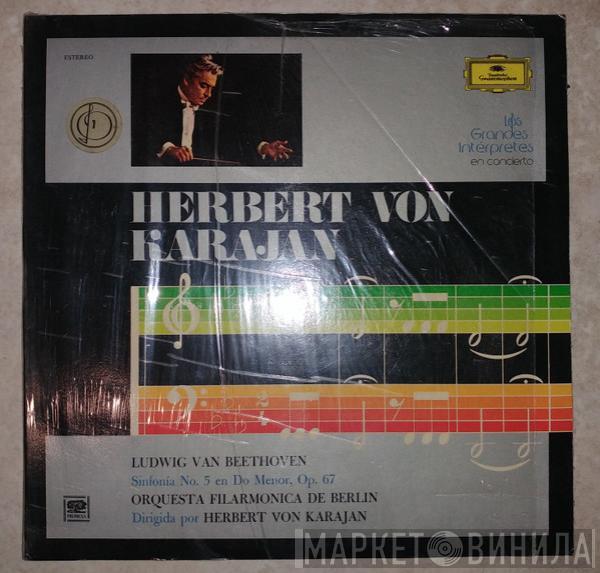 ESTEREO
Deutsche
Grammophon
Los
Grandes
Intérpretes
en concierto
HERBERT VON
KARAJAN
LUDWIG VAN BEETHOVEN
Sinfonía No. 5 en Do Menor, Op. 67
ORQUESTA FILARMONICA DE BERLIN
Dirigida por HERBERT VON KARAJAN
PROMEXA
МАРКЕТ ВИНИЛА